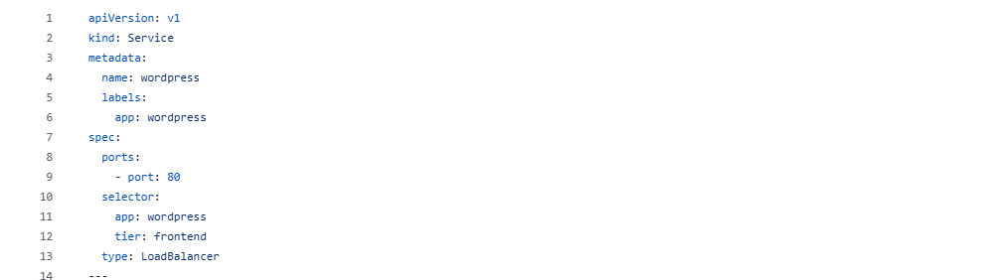 1 apiVersion: v1
2 kind: Service
3 metadata:
4   name: wordpress
5   labels:
6     app: wordpress
7 spec:
8   ports:
9     - port: 80
10   selector:
11     app: wordpress
12     tier: frontend
13   type: LoadBalancer
14 ---